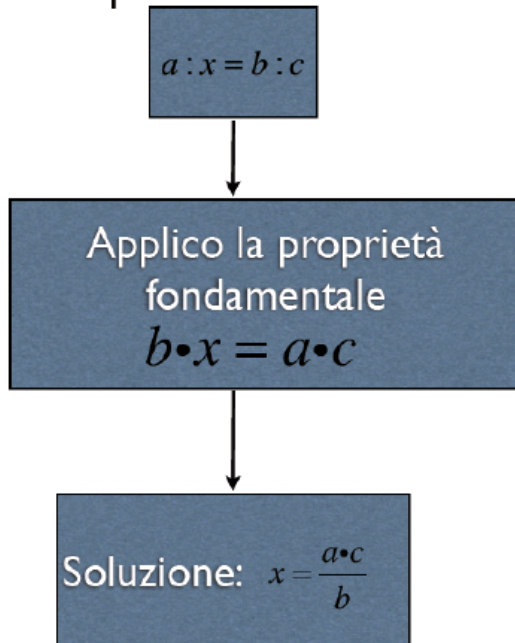 a : x = b : c
Applico la proprietà
fondamentale
b•x = a•c
Soluzione: x = a•c / b